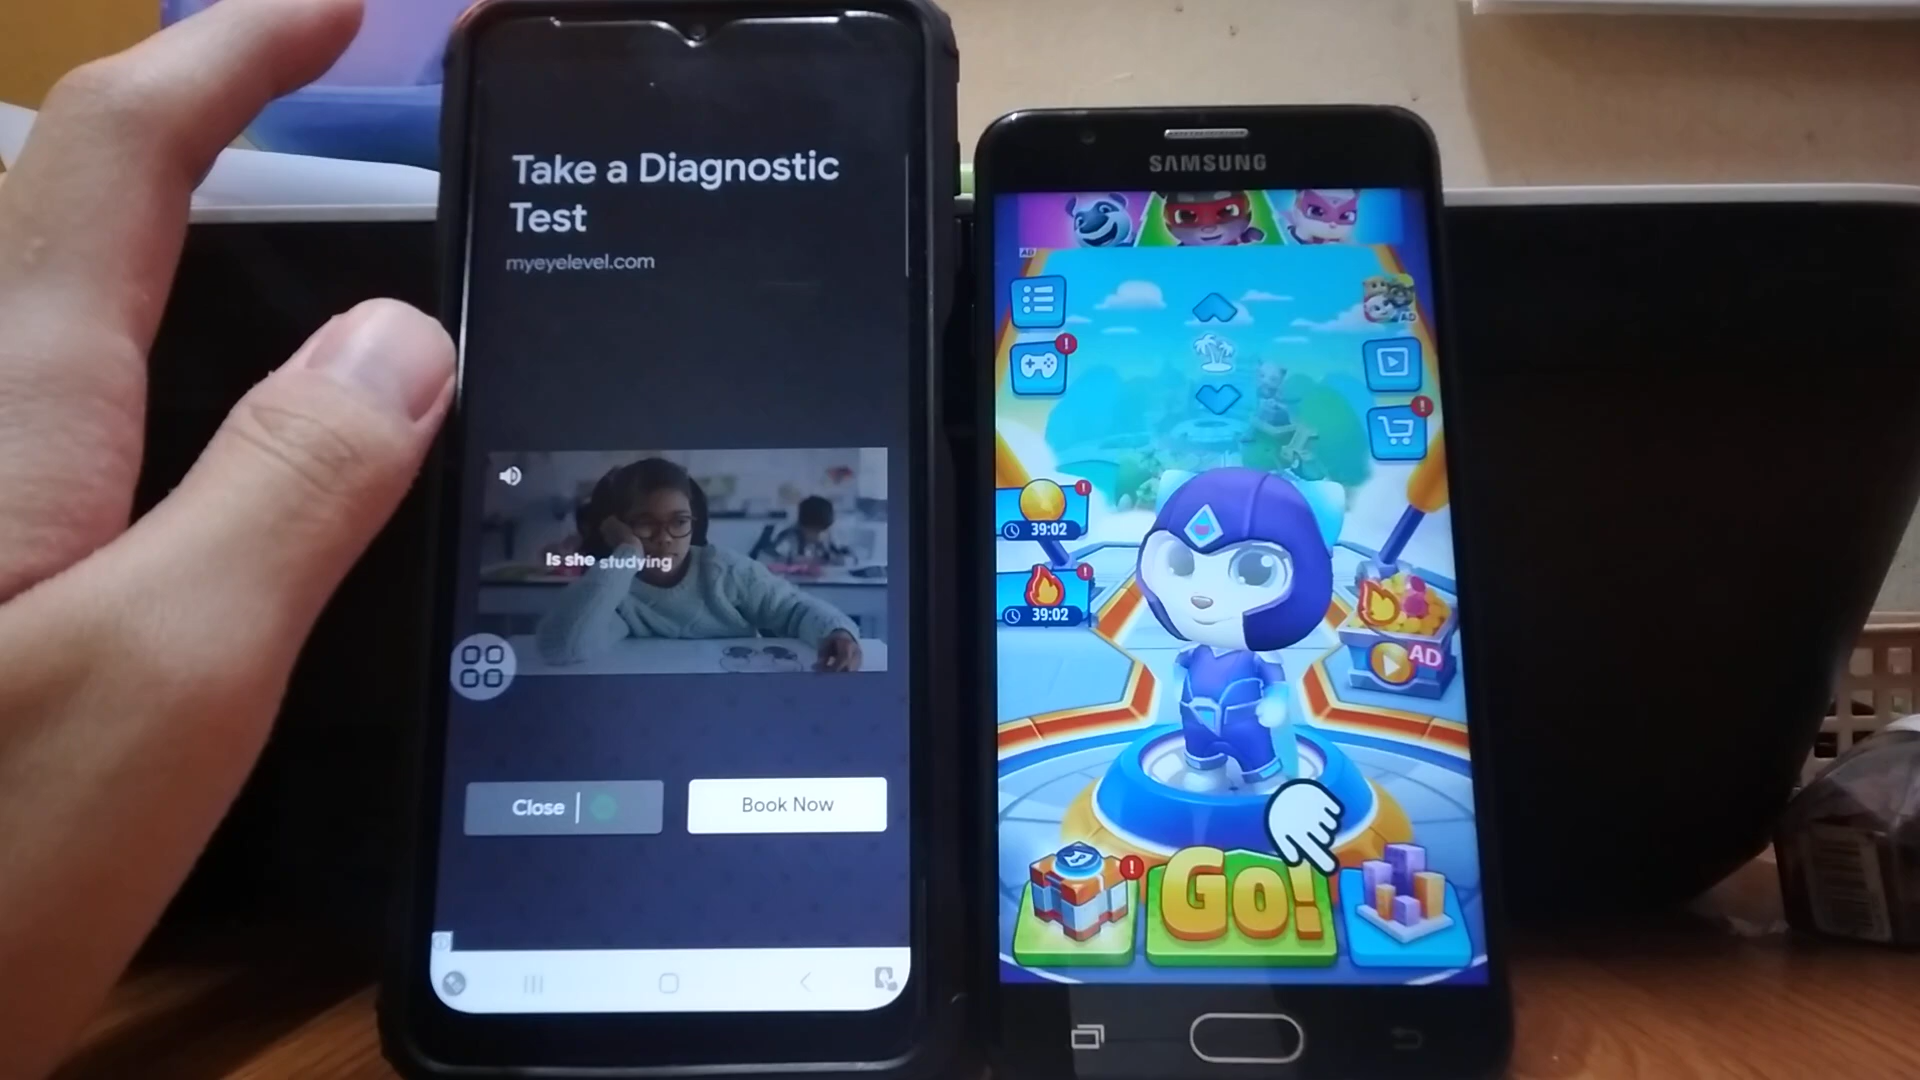 Take a Diagnostic
Test
myeyelevel.com
Is she studying
Close
Book Now
SAMSUNG
AD
AD
39:02
39:02
AD
GO!